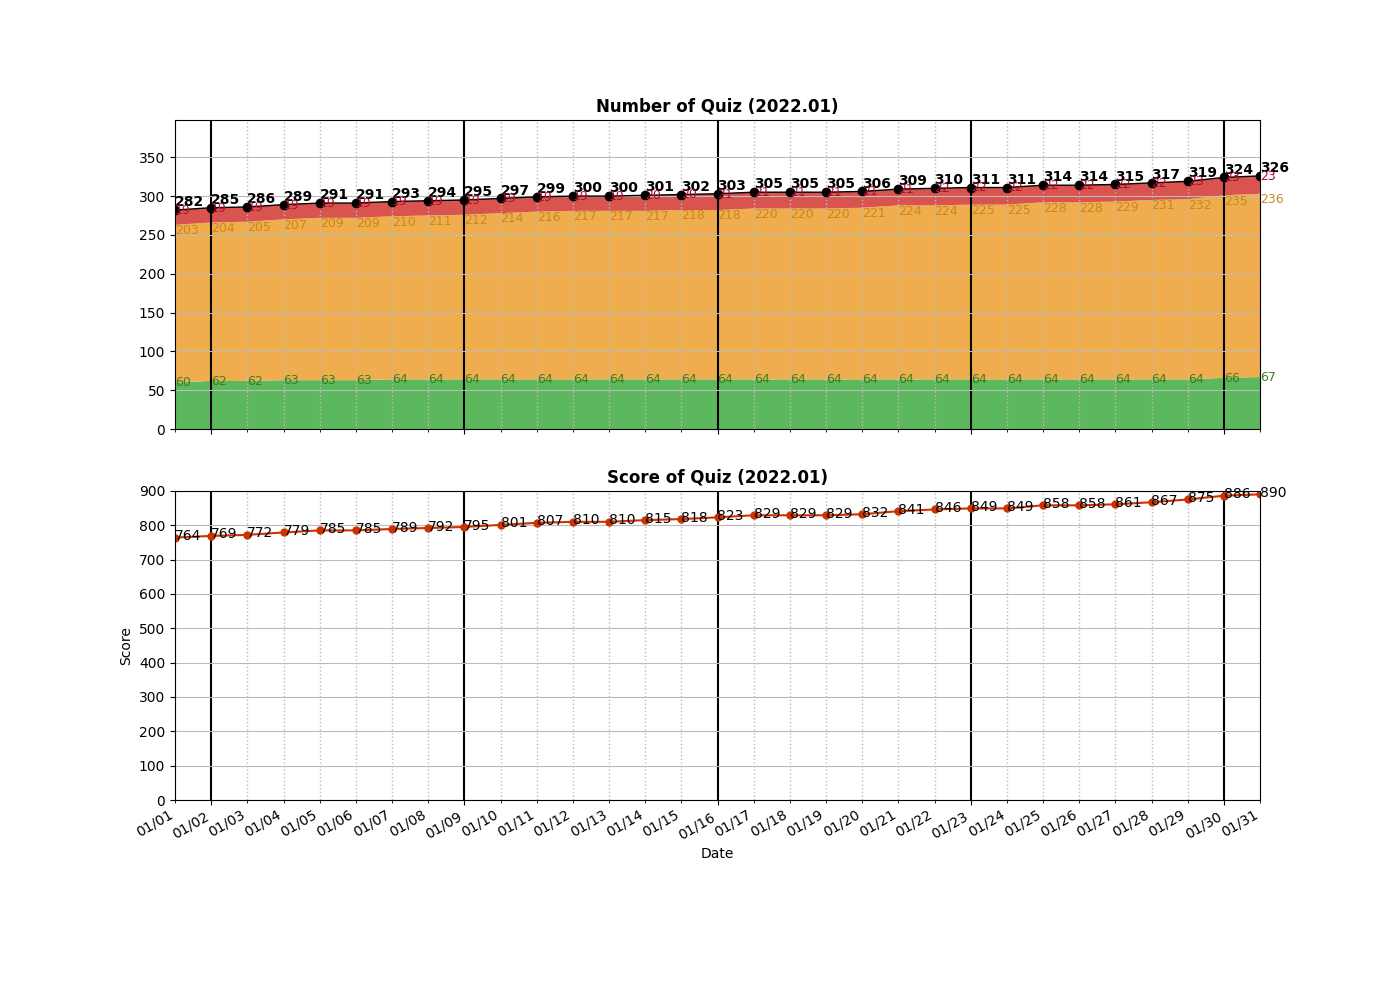 Number of Quiz (2022.01)
350
300
250
200
150
100
50
0
282 285 286 289 291 291 293 294 295 297 299 300 300 301 302 303 305 305 305 306 309 310 311 311 314 314 315 317 319 324 326
23
203 204 205 207 209 209 210 211 212 214 216 217 217 217 218 218 220 220 220 221 224 224 225 225 228 228 229 231 232 235 236
60 62 62 63 63 63 64 64 64 64 64 64 64 64 64 64 64 64 64 64 64 64 64 64 64 64 64 64 64 66 67
Score of Quiz (2022.01)
Score
900
800
700
600
500
400
300
200
100
0
764 769 772 779 785 785 789 792 795 801 807 810 810 815 818 823 829 829 829 832 841 846 849 849 858 858 861 867 875 886 890
01/01 01/02 01/03 01/04 01/05 01/06 01/07 01/08 01/09 01/10 01/11 01/12 01/13 01/14 01/15 01/16 01/17 01/18 01/19 01/20 01/21 01/22 01/23 01/24 01/25 01/26 01/27 01/28 01/29 01/30 01/31
Date